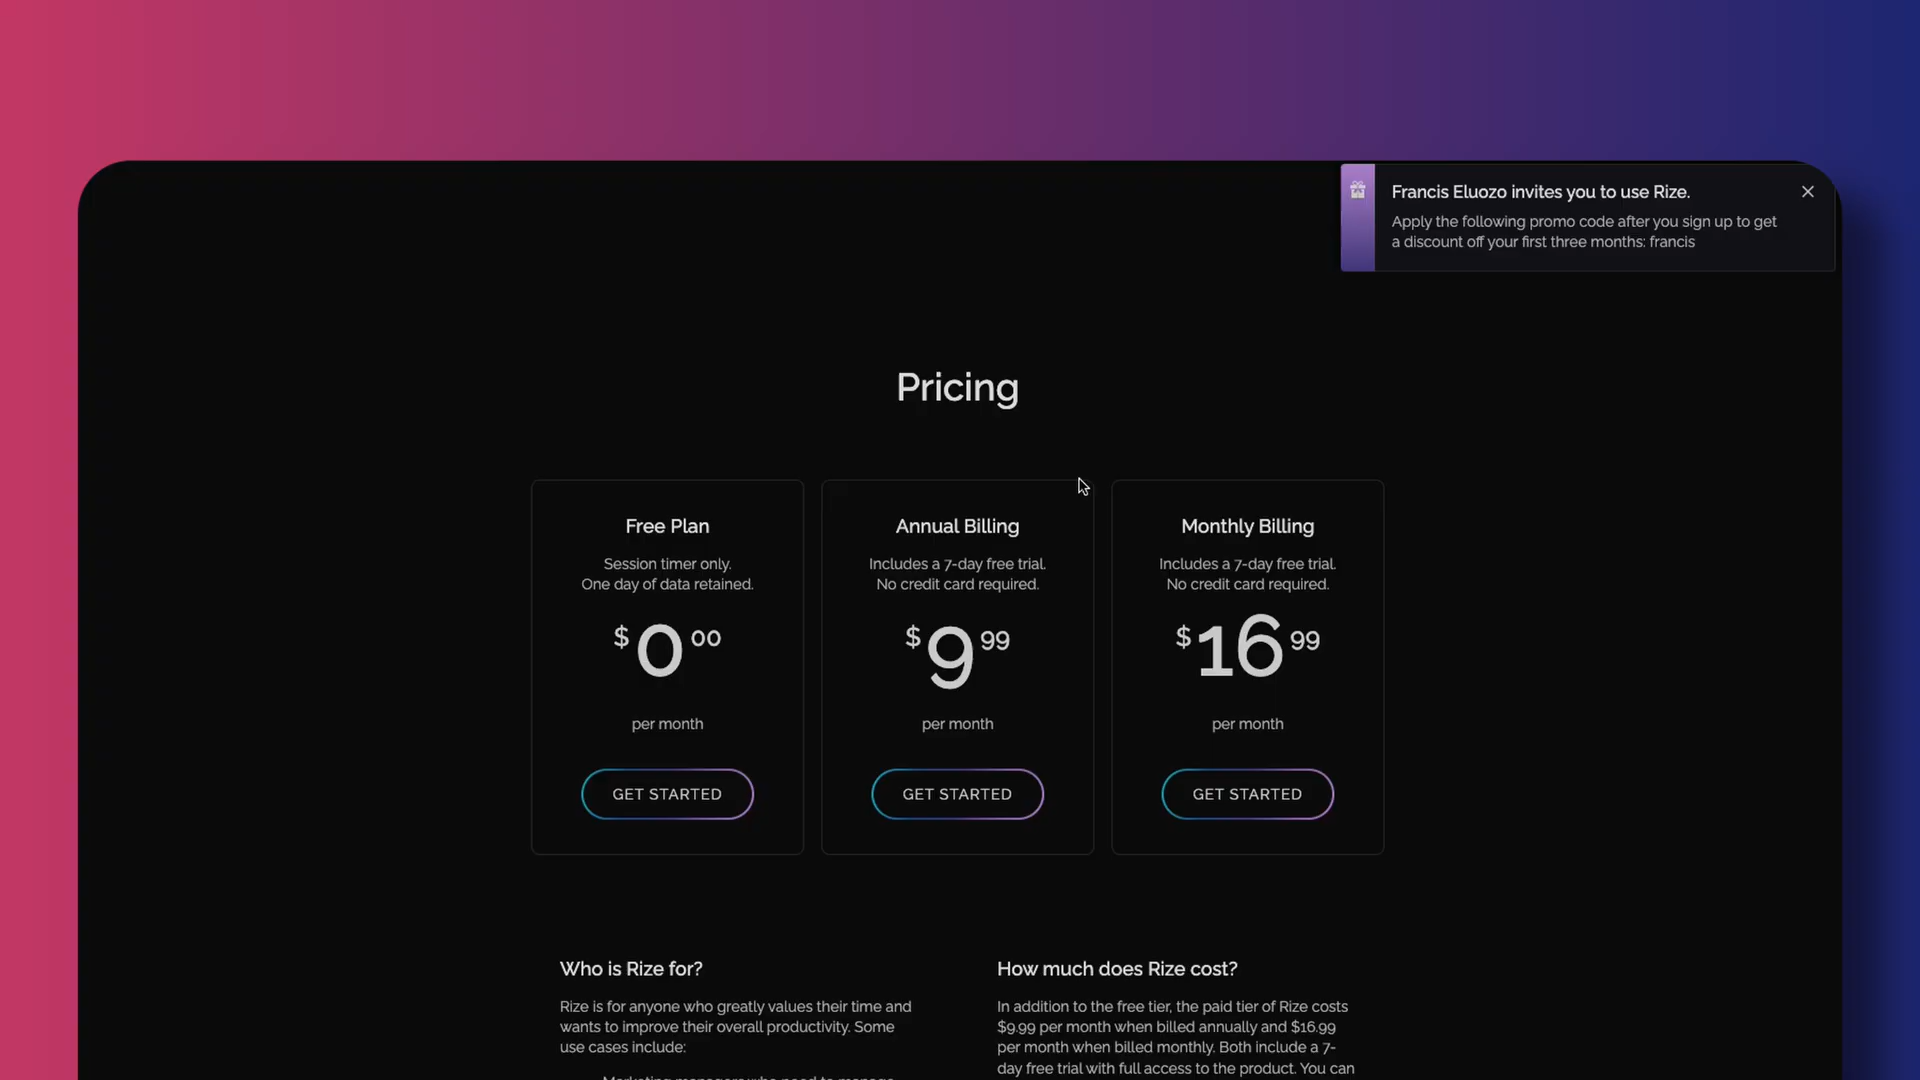 Francis Eluozo invites you to use Rize.
Apply the following promo code after you sign up to get
a discount off your first three months: francis
Pricing
Free Plan
Session timer only.
One day of data retained.
$0 00
per month
GET STARTED
Annual Billing
Includes a 7-day free trial.
No credit card required.
$9 99
per month
GET STARTED
Monthly Billing
Includes a 7-day free trial.
No credit card required.
$16 99
per month
GET STARTED
Who is Rize for?
Rize is for anyone who greatly values their time and
wants to improve their overall productivity. Some
use cases include:
Marketing managers who need to manage
How much does Rize cost?
In addition to the free tier, the paid tier of Rize costs
$9.99 per month when billed annually and $16.99
per month when billed monthly. Both include a 7-
day free trial with full access to the product. You can